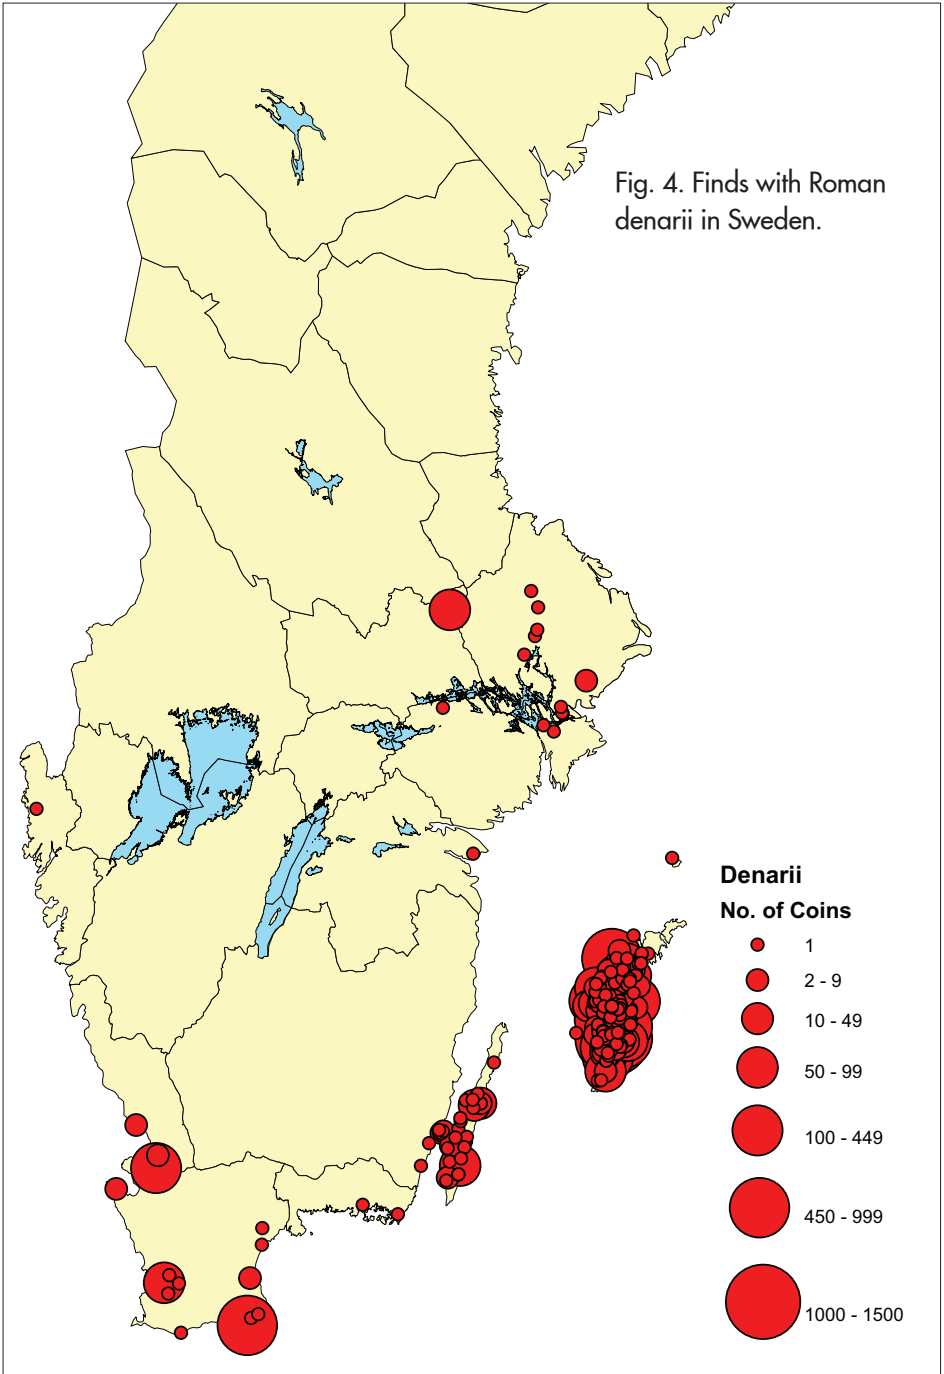 Fig. 4. Finds with Roman
denarii in Sweden.
Denarii
No. of Coins
1
2 - 9
10 - 49
50 - 99
100 - 449
450 - 999
1000 - 1500